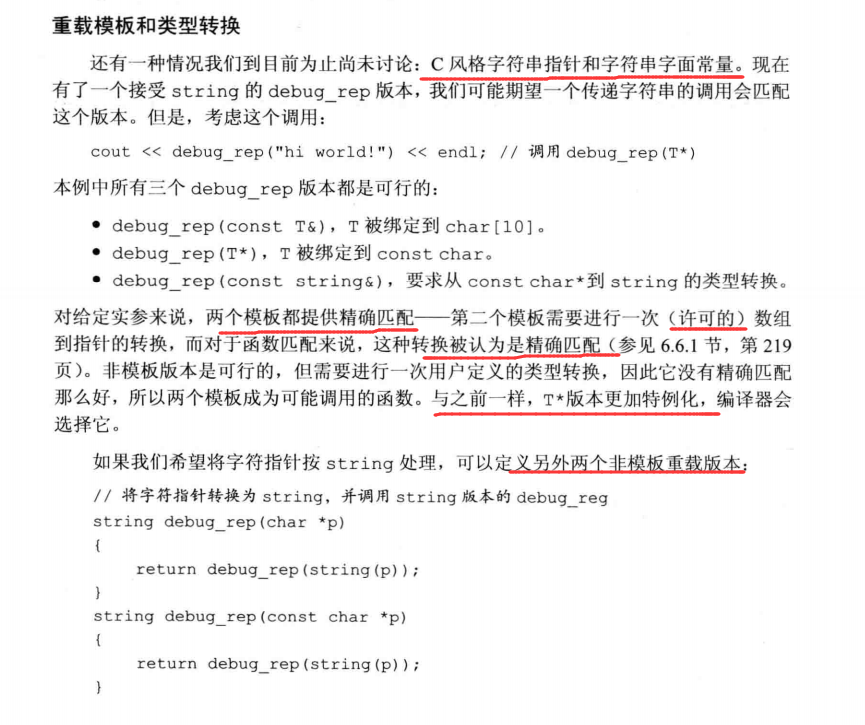 重载模板和类型转换
还有一种情况我们到目前为止尚未讨论：C 风格字符串指针和字符串字面常量。现在
有了一个接受 string 的 debug_rep 版本，我们可能期望一个传递字符串的调用会匹配
这个版本。但是，考虑这个调用：
cout << debug_rep("hi world!") << endl; // 调用 debug_rep(T*)
本例中所有三个 debug_rep 版本都是可行的：
• debug_rep(const T&)，T 被绑定到 char[10]。
• debug_rep(T*)，T 被绑定到 const char。
• debug_rep(const string&)，要求从 const char*到 string 的类型转换。
对给定实参来说，两个模板都提供精确匹配——第二个模板需要进行一次（许可的）数组
到指针的转换，而对于函数匹配来说，这种转换被认为是精确匹配（参见 6.6.1 节，第 219
页）。非模板版本是可行的，但需要进行一次用户定义的类型转换，因此它没有精确匹配
那么好，所以两个模板成为可能调用的函数。与之前一样，T*版本更加特例化，编译器会
选择它。
如果我们希望将字符指针按 string 处理，可以定义另外两个非模板重载版本：
// 将字符指针转换为 string，并调用 string 版本的 debug_reg
string debug_rep(char *p)
{
return debug_rep(string(p));
}
string debug_rep(const char *p)
{
return debug_rep(string(p));
}